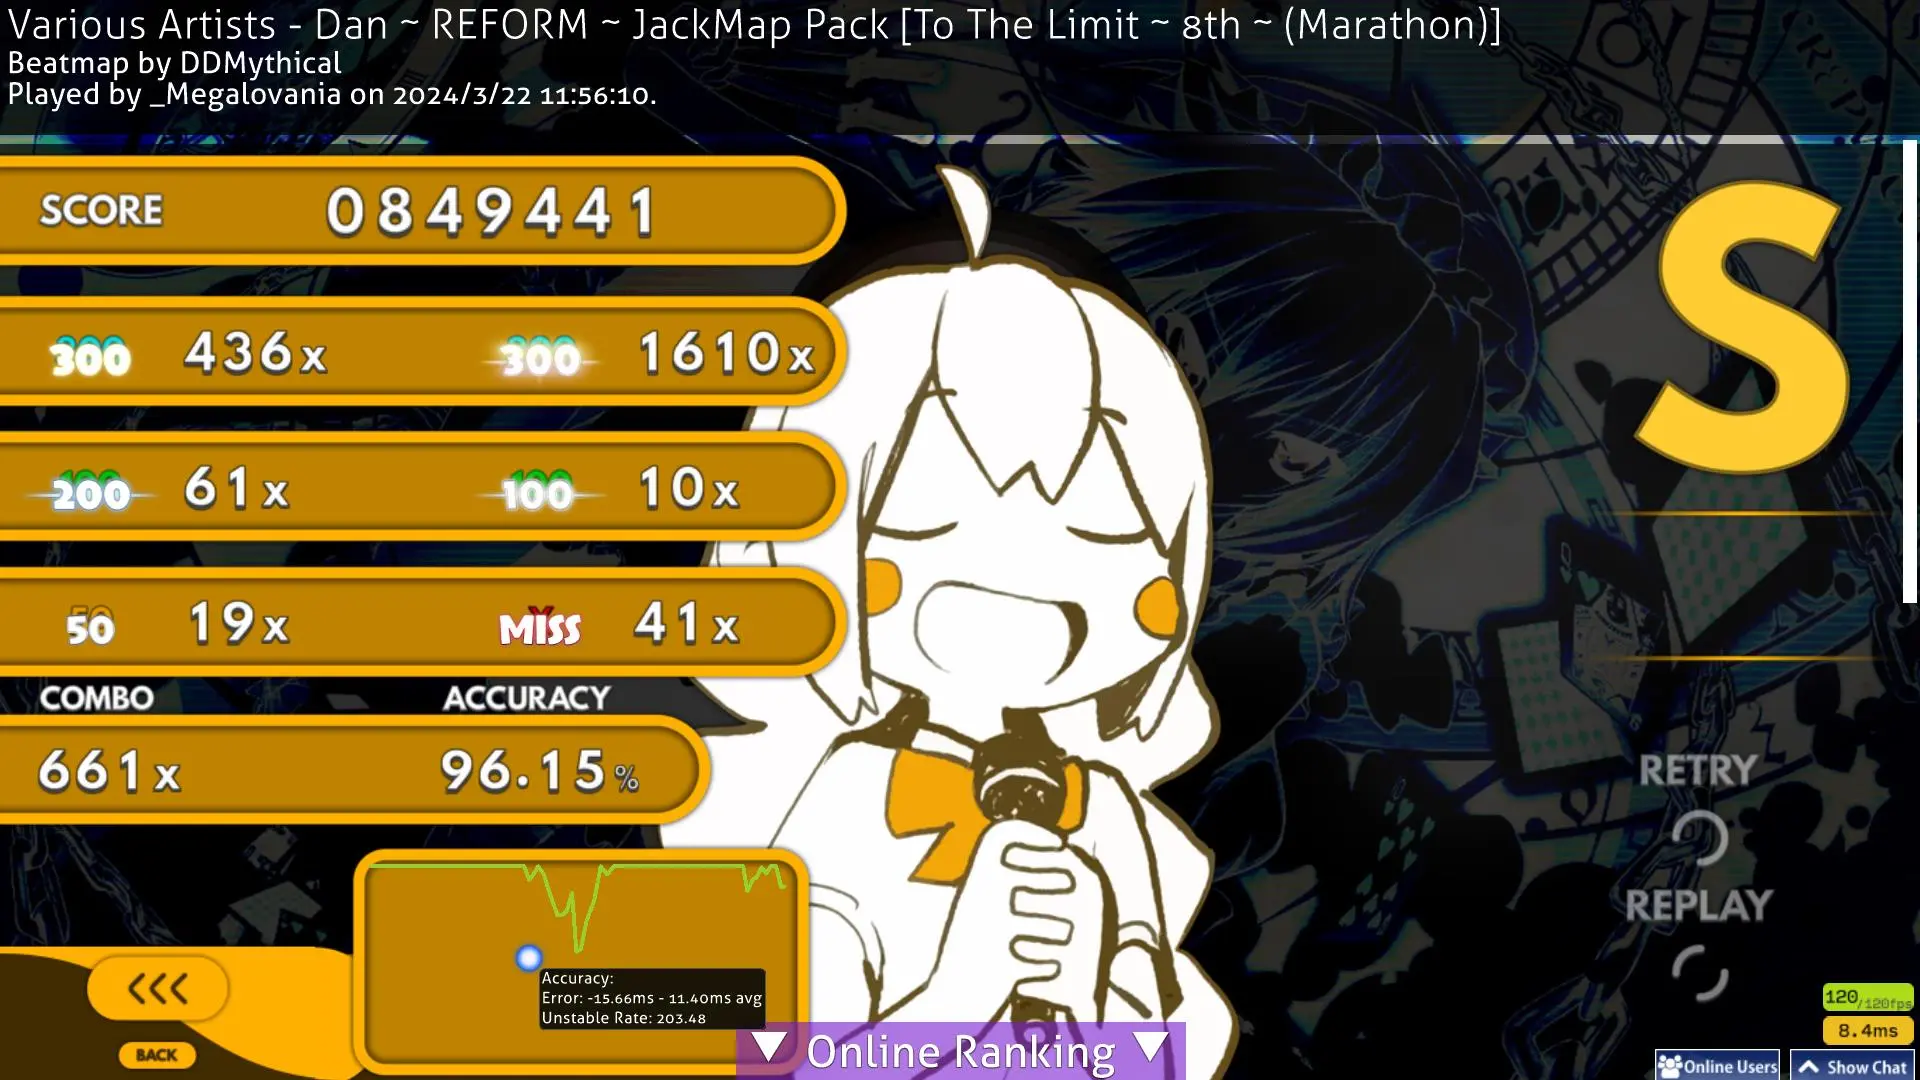 Various Artists - Dan ~ REFORM ~ JackMap Pack [To The Limit ~ 8th ~ (Marathon)]
Beatmap by DDMythical
Played by _Megalovania on 2024/3/22 11:56:10.
SCORE 0849441
300 436x 300 1610x
200 61x 100 10x
50 19x MISS 41x
COMBO ACCURACY
661x 96.15%
S
RETRY
REPLAY
Accuracy:
Error: -15.66ms - 11.40ms avg
Unstable Rate: 203.48
<<<
BACK
▼ Online Ranking ▼
120/120fps
8.4ms
Online Users
Show Chat